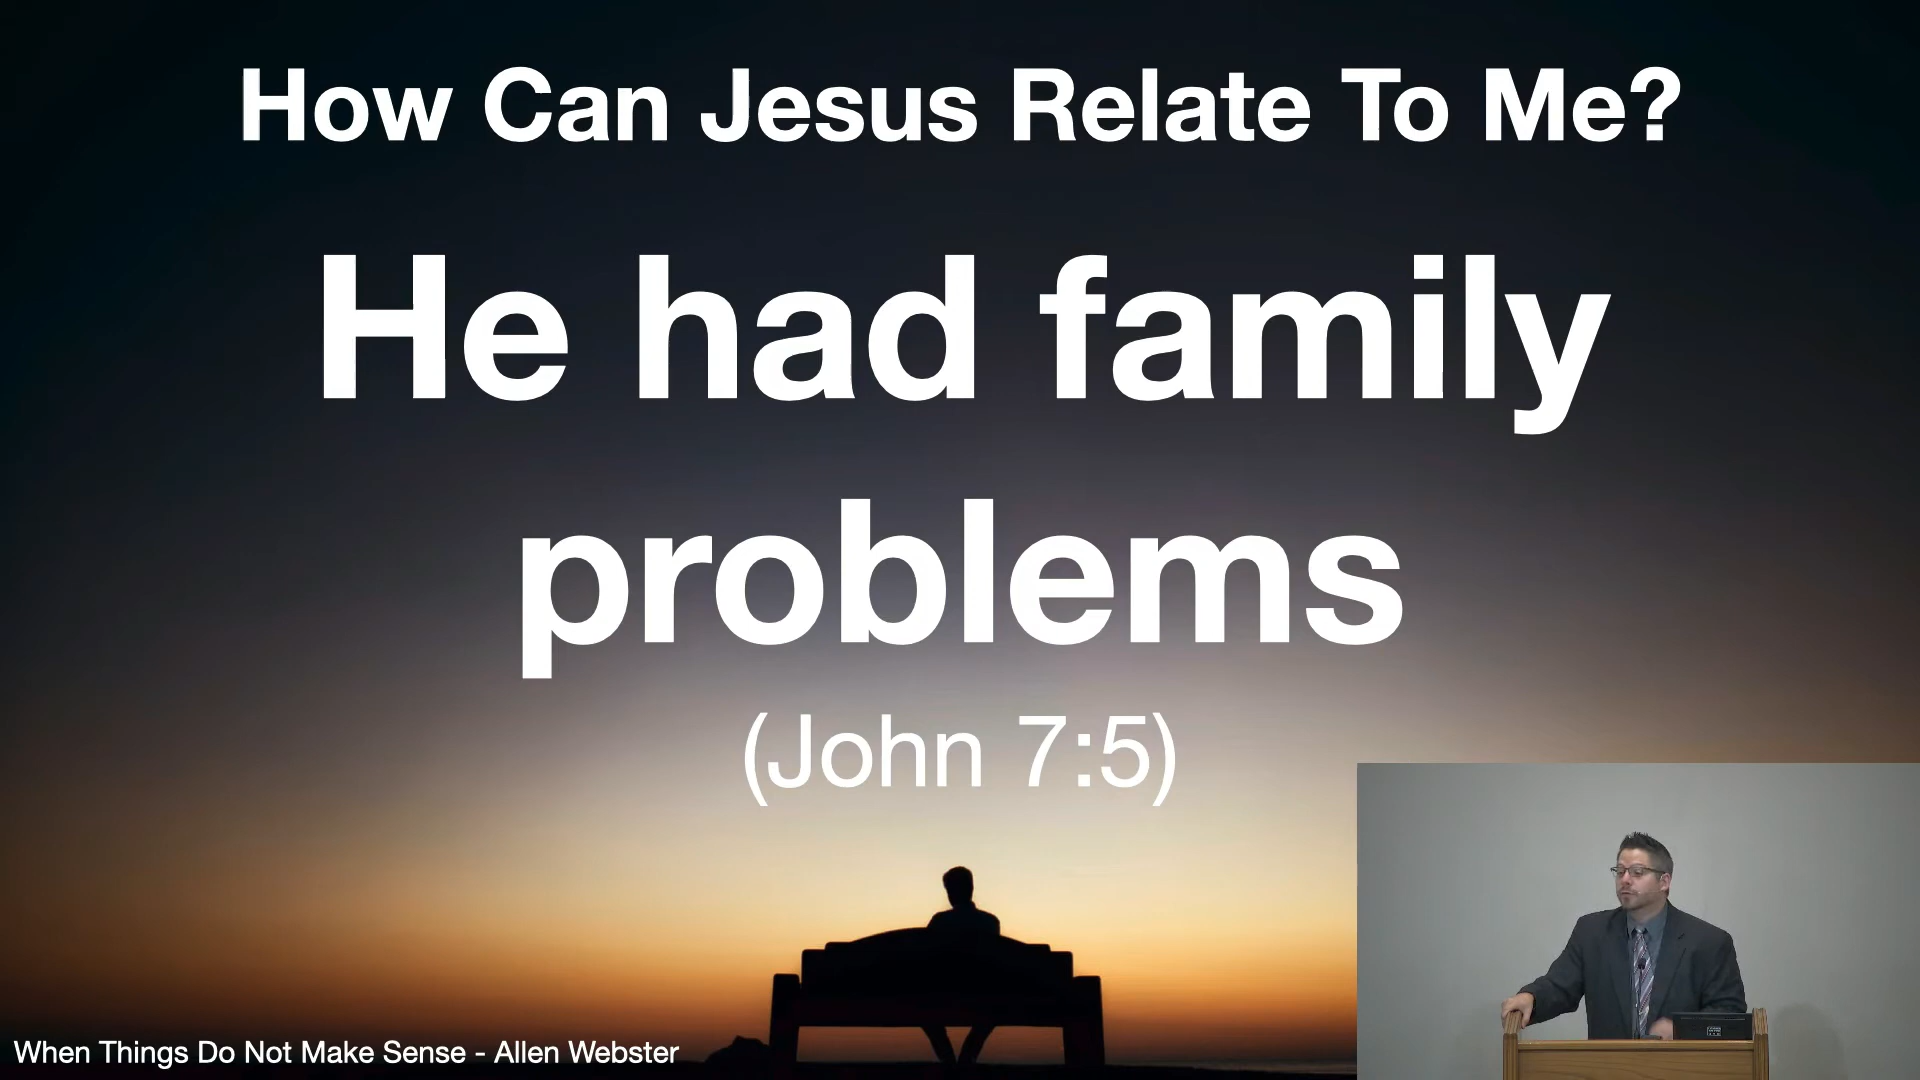 How Can Jesus Relate To Me?
He had family
problems
(John 7:5)
When Things Do Not Make Sense - Allen Webster